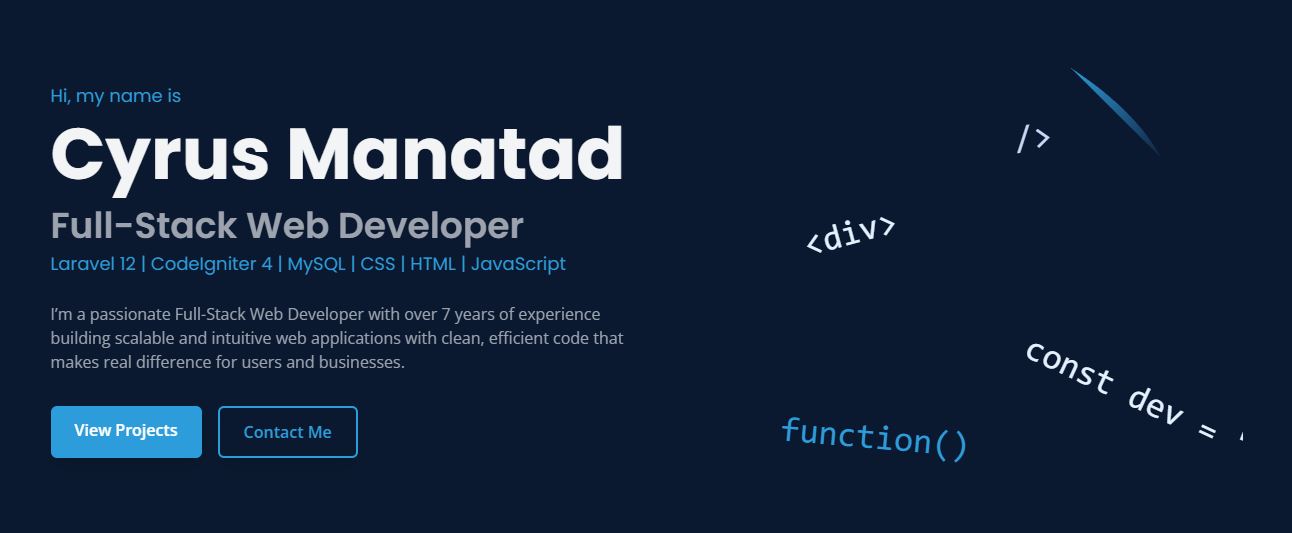 Hi, my name is
Cyrus Manatad
Full-Stack Web Developer
Laravel 12 | CodeIgniter 4 | MySQL | CSS | HTML | JavaScript
I’m a passionate Full-Stack Web Developer with over 7 years of experience
building scalable and intuitive web applications with clean, efficient code that
makes real difference for users and businesses.
View Projects
Contact Me
/>
<div>
const dev =
function()